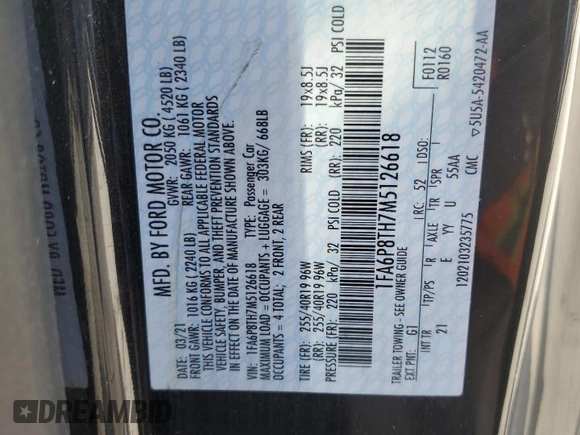 MFD. BY FORD MOTOR CO.
DATE: 03/21 GVWR: 2050 KG / 4520 LB
FRONT GAWR: 1016 KG ( 2240 LB) REAR GAWR: 1061 KG ( 2340 LB)
THIS VEHICLE CONFORMS TO ALL APPLICABLE FEDERAL MOTOR
VEHICLE SAFETY, BUMPER, AND THEFT PREVENTION STANDARDS
IN EFFECT ON THE DATE OF MANUFACTURE SHOWN ABOVE.
VIN: 1FA6P8TH7M5126618 TYPE: Passenger Car
MAXIMUM LOAD = OCCUPANTS + LUGGAGE = 303KG/ 668LB
OCCUPANTS = 4 TOTAL; 2 FRONT, 2 REAR
TIRE (FR): 255/40R19 96W RIMS (FR): 19x8.5J
TIRE (RR): 255/40R19 96W (RR): 19x8.5J
PRESSURE (FR): 220 kPa/ 32 PSI COLD (RR): 220 kPa/ 32 PSI COLD
1FA6P8TH7M5126618
TRAILER TOWING - SEE OWNER GUIDE F0112
EXT PNT: G1 RC: 52 DSO: R0160
INT TR TP/PS R AXLE TR SPR
21 E YY U 55AA
1202103235775 CMC 5U5A-5420472-AA
DREAMBID